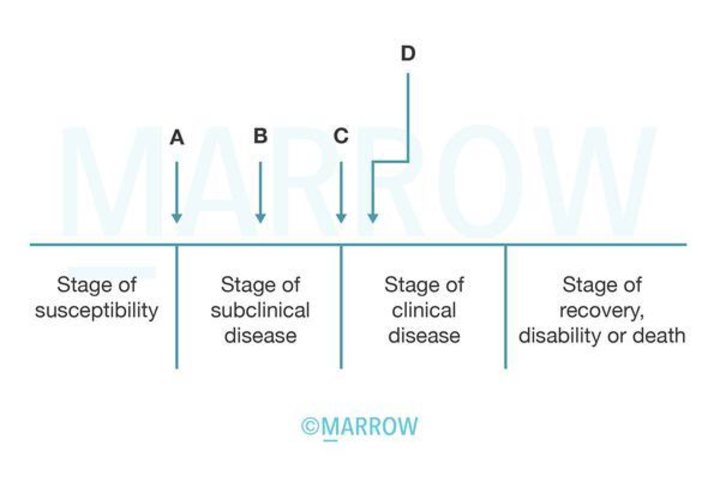 D
A
B
C
MARROW
Stage of
susceptibility
Stage of
subclinical
disease
Stage of
clinical
disease
Stage of
recovery,
disability or death
©MARROW